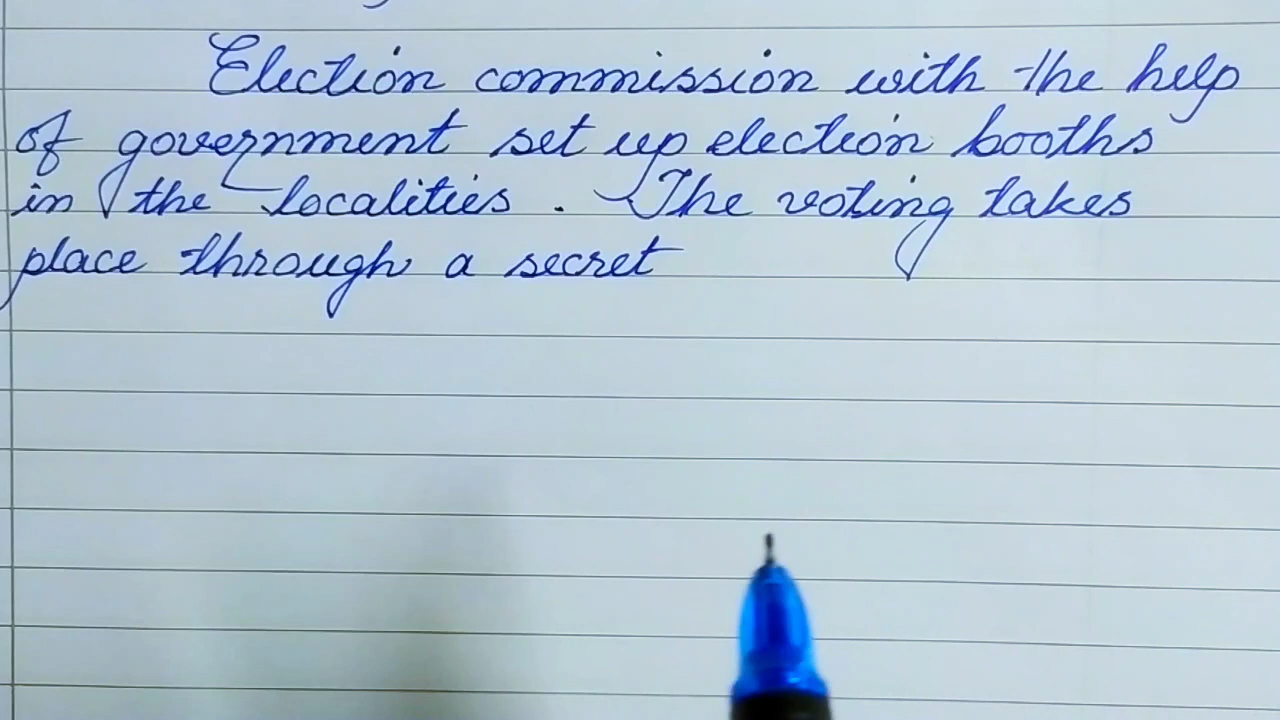 Election commission with the help
of government set up election booths
in the localities. The voting takes
place through a secret